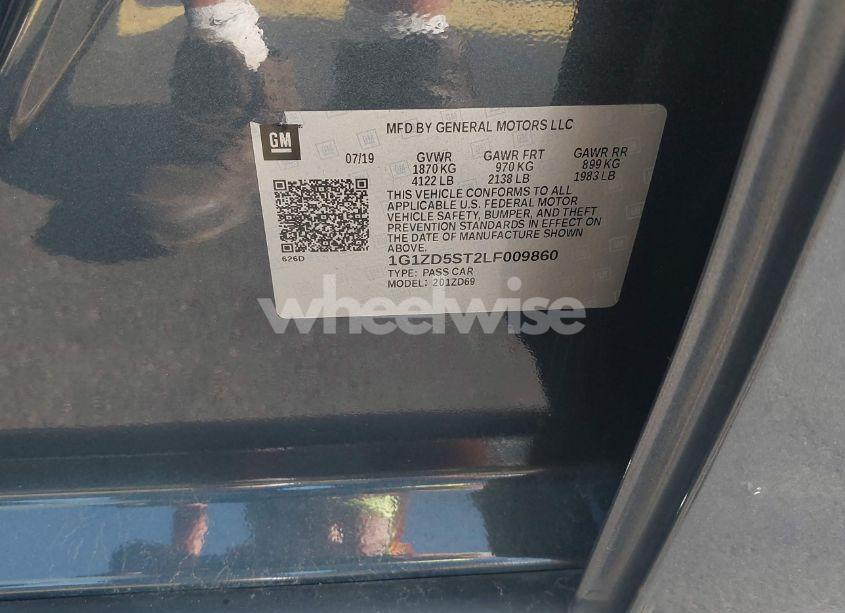 GM
MFD BY GENERAL MOTORS LLC
07/19 GVWR GAWR FRT GAWR RR
1870 KG 970 KG 899 KG
4122 LB 2138 LB 1983 LB
THIS VEHICLE CONFORMS TO ALL
APPLICABLE U.S. FEDERAL MOTOR
VEHICLE SAFETY, BUMPER, AND THEFT
PREVENTION STANDARDS IN EFFECT ON
THE DATE OF MANUFACTURE SHOWN
ABOVE.
626D
1G1ZD5ST2LF009860
TYPE: PASS CAR
MODEL: 201ZD69
wheelwise